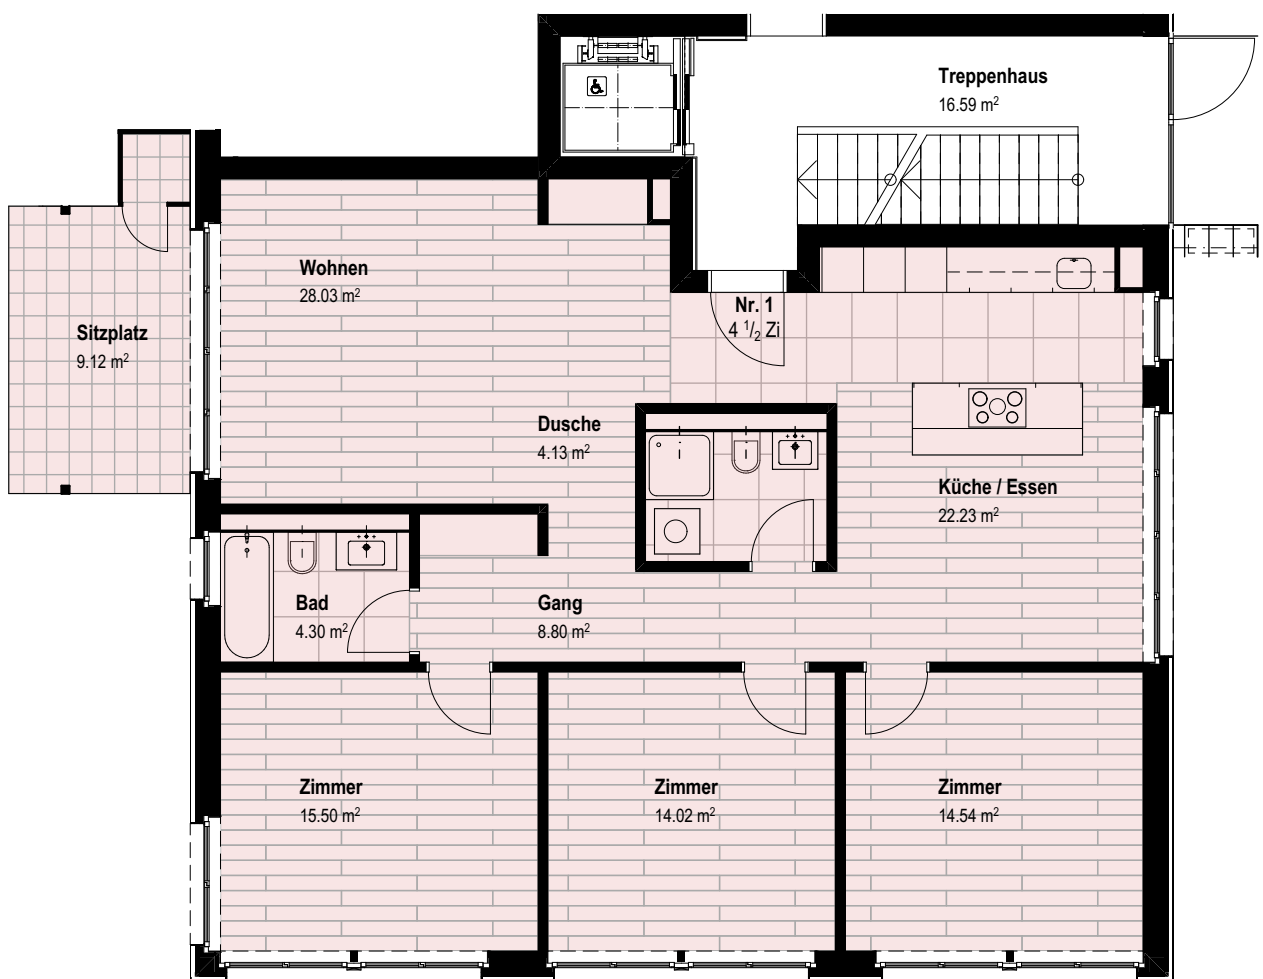 Treppenhaus
16.59 m²
Wohnen
28.03 m²
Nr. 1
4 ¹/₂ Zi
Sitzplatz
9.12 m²
Dusche
4.13 m²
Küche / Essen
22.23 m²
Bad
4.30 m²
Gang
8.80 m²
Zimmer
15.50 m²
Zimmer
14.02 m²
Zimmer
14.54 m²